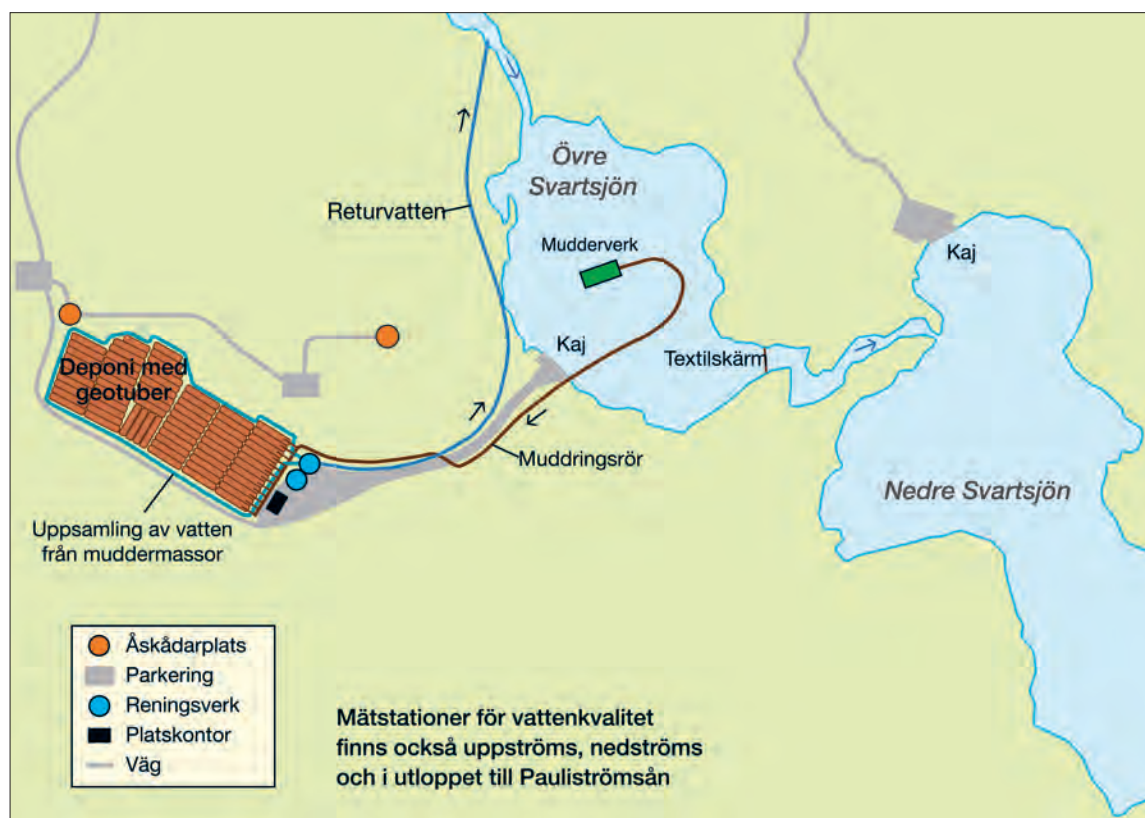 Övre
Svartsjön
Returvatten
Mudderverk
Kaj
Kaj
Textilskärm
Deponi med
geotuber
Muddringsrör
Nedre Svartsjön
Uppsamling av vatten
från muddermassor
Åskådarplats
Parkering
Reningsverk
Platskontor
Väg
Mätstationer för vattenkvalitet
finns också uppströms, nedströms
och i utloppet till Pauliströmsån